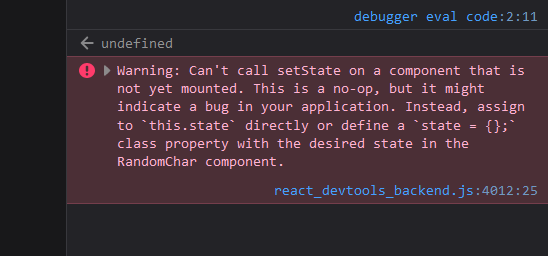 debugger eval code:2:11
undefined
Warning: Can't call setState on a component that is
not yet mounted. This is a no-op, but it might
indicate a bug in your application. Instead, assign
to `this.state` directly or define a `state = {};`
class property with the desired state in the
RandomChar component.
react_devtools_backend.js:4012:25